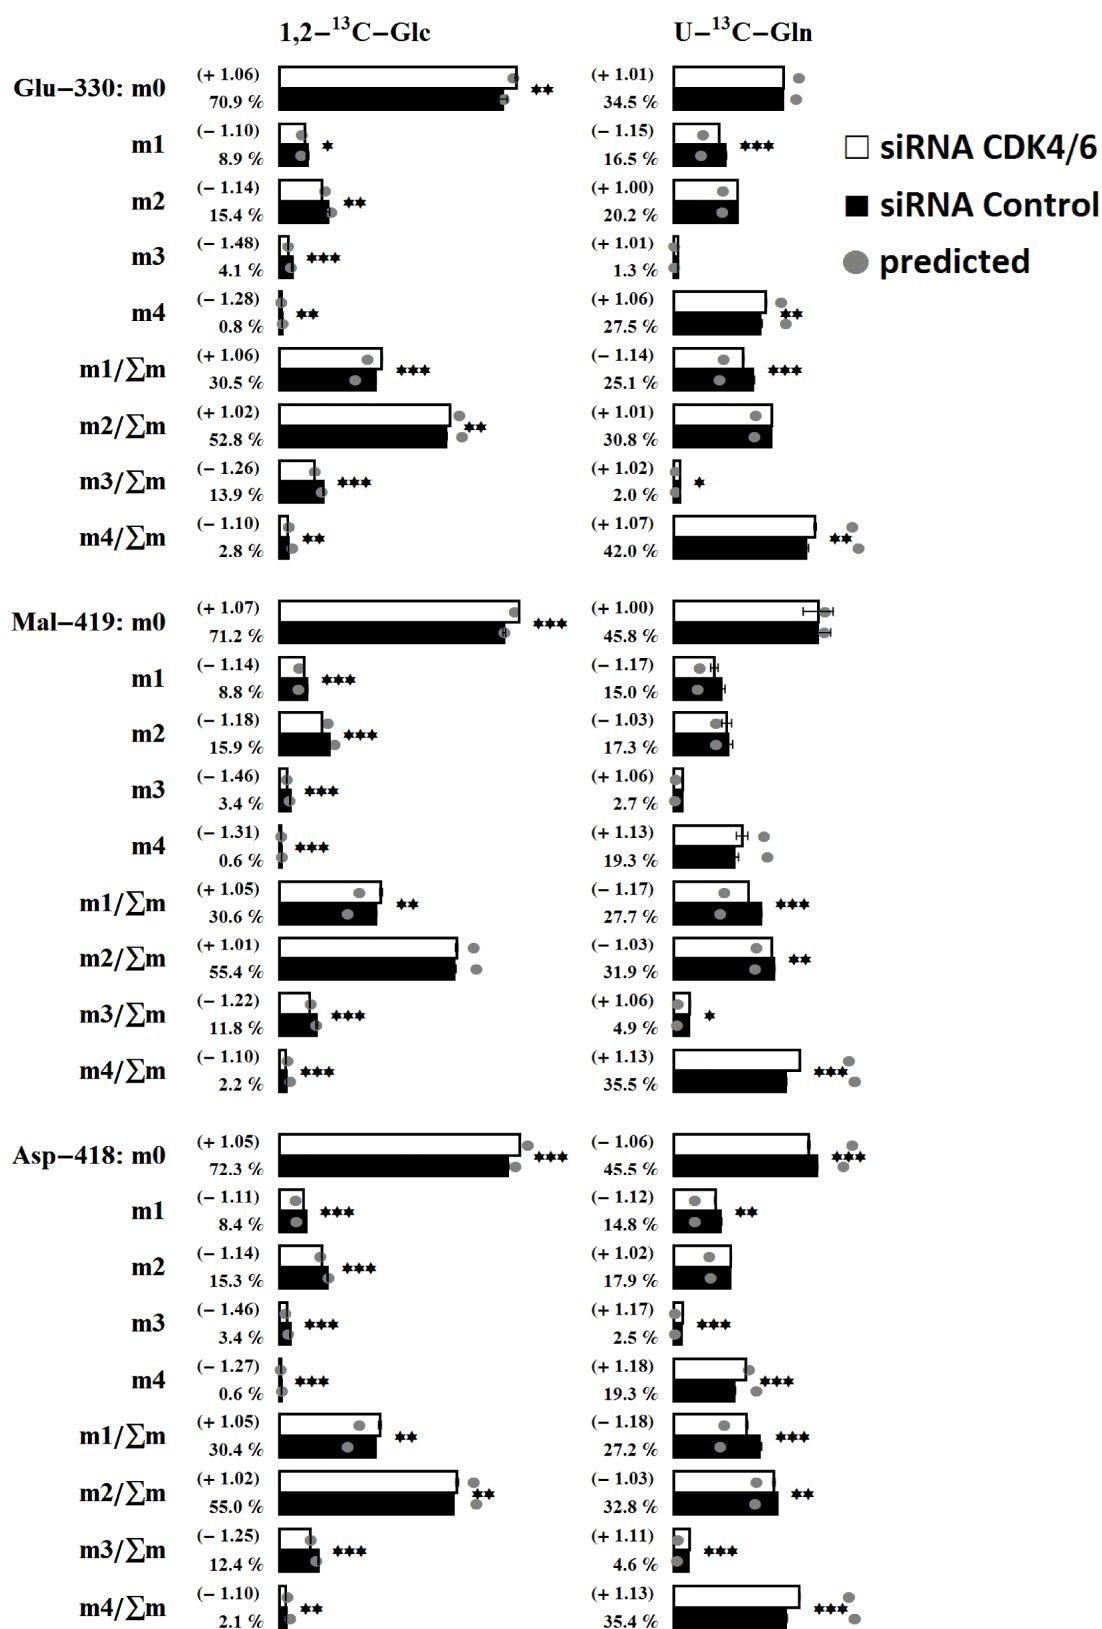 1,2−¹³C−Glc U−¹³C−Gln
Glu−330: m0 (+ 1.06) 70.9 % ** (+ 1.01) 34.5 %
m1 (− 1.10) 8.9 % * (− 1.15) 16.5 % ***
m2 (− 1.14) 15.4 % ** (+ 1.00) 20.2 %
m3 (− 1.48) 4.1 % *** (+ 1.01) 1.3 %
m4 (− 1.28) 0.8 % ** (+ 1.06) 27.5 % **
m1/∑m (+ 1.06) 30.5 % *** (− 1.14) 25.1 % ***
m2/∑m (+ 1.02) 52.8 % ** (+ 1.01) 30.8 %
m3/∑m (− 1.26) 13.9 % *** (+ 1.02) 2.0 % *
m4/∑m (− 1.10) 2.8 % ** (+ 1.07) 42.0 % **
siRNA CDK4/6
siRNA Control
predicted
Mal−419: m0 (+ 1.07) 71.2 % *** (+ 1.00) 45.8 %
m1 (− 1.14) 8.8 % *** (− 1.17) 15.0 %
m2 (− 1.18) 15.9 % *** (− 1.03) 17.3 %
m3 (− 1.46) 3.4 % *** (+ 1.06) 2.7 %
m4 (− 1.31) 0.6 % *** (+ 1.13) 19.3 %
m1/∑m (+ 1.05) 30.6 % ** (− 1.17) 27.7 % ***
m2/∑m (+ 1.01) 55.4 % (− 1.03) 31.9 % **
m3/∑m (− 1.22) 11.8 % *** (+ 1.06) 4.9 % *
m4/∑m (− 1.10) 2.2 % *** (+ 1.13) 35.5 % ***
Asp−418: m0 (+ 1.05) 72.3 % *** (− 1.06) 45.5 % ***
m1 (− 1.11) 8.4 % *** (− 1.12) 14.8 % **
m2 (− 1.14) 15.3 % *** (+ 1.02) 17.9 %
m3 (− 1.46) 3.4 % *** (+ 1.17) 2.5 % ***
m4 (− 1.27) 0.6 % *** (+ 1.18) 19.3 % ***
m1/∑m (+ 1.05) 30.4 % ** (− 1.18) 27.2 % ***
m2/∑m (+ 1.02) 55.0 % ** (− 1.03) 32.8 % **
m3/∑m (− 1.25) 12.4 % *** (+ 1.11) 4.6 % ***
m4/∑m (− 1.10) 2.1 % ** (+ 1.13) 35.4 % ***